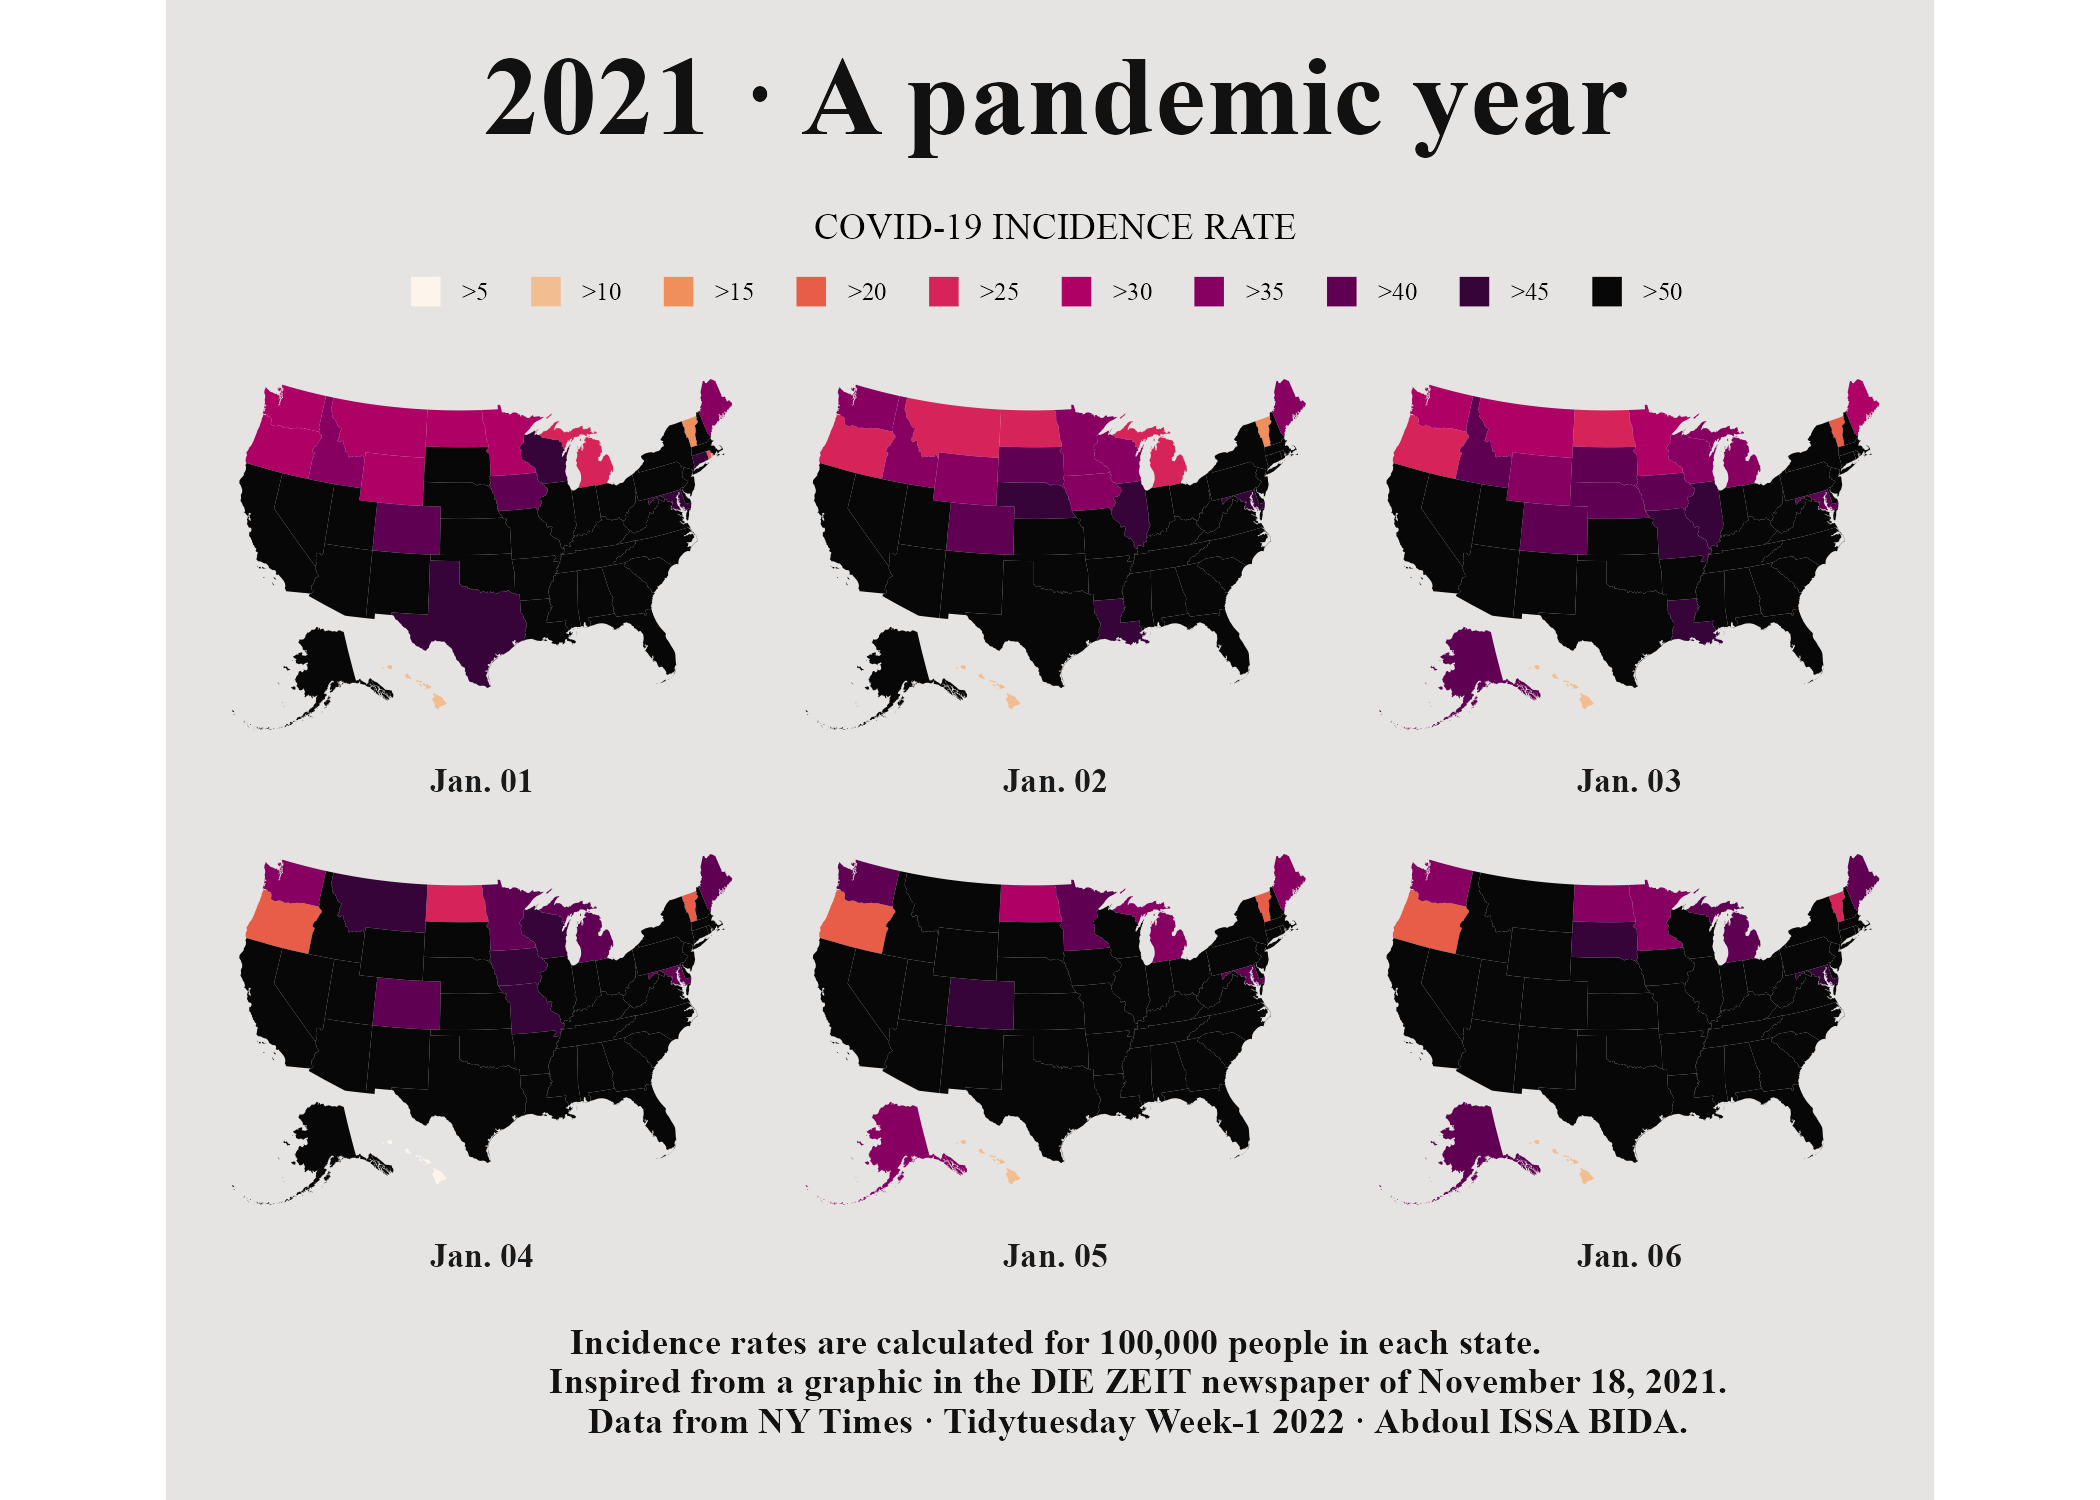 2021 · A pandemic year
COVID-19 INCIDENCE RATE
>5 >10 >15 >20 >25 >30 >35 >40 >45 >50
Jan. 01 Jan. 02 Jan. 03
Jan. 04 Jan. 05 Jan. 06
Incidence rates are calculated for 100,000 people in each state.
Inspired from a graphic in the DIE ZEIT newspaper of November 18, 2021.
Data from NY Times · Tidytuesday Week-1 2022 · Abdoul ISSA BIDA.